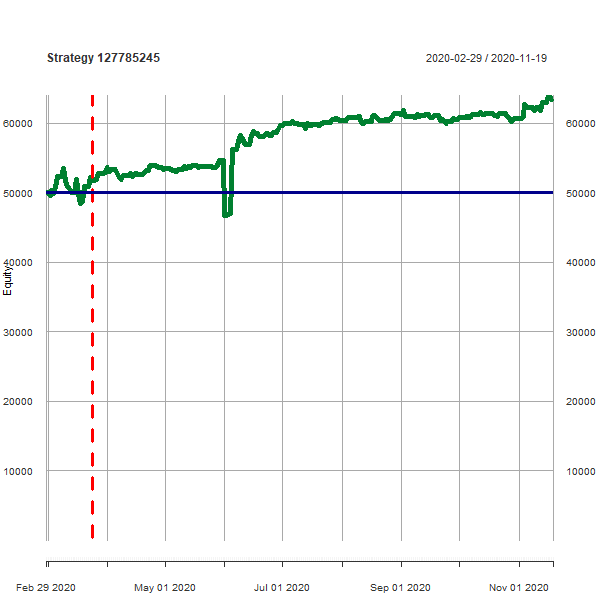 Strategy 127785245
2020-02-29 / 2020-11-19
60000
60000
50000
50000
40000
40000
Equity
30000
30000
20000
20000
10000
10000
Feb 29 2020
May 01 2020
Jul 01 2020
Sep 01 2020
Nov 01 2020